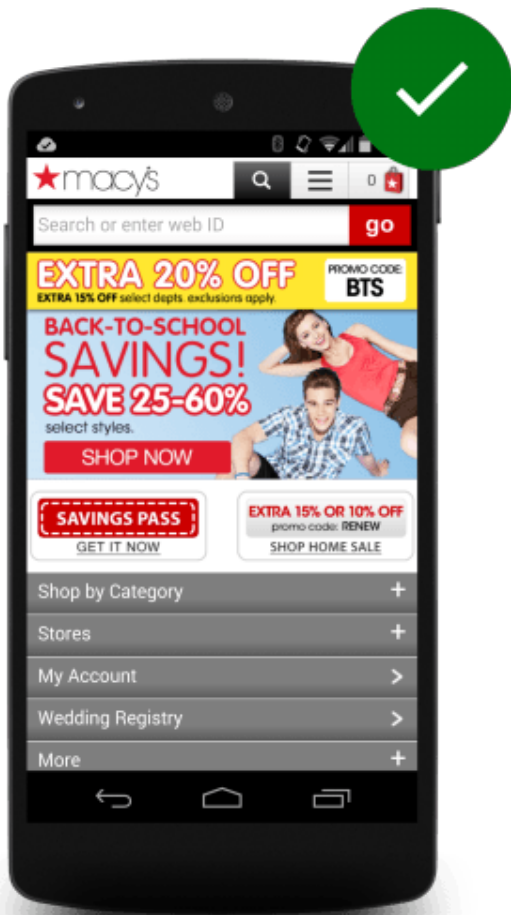 macy's
0
Search or enter web ID
go
EXTRA 20% OFF
EXTRA 15% OFF select depts. exclusions apply.
PROMO CODE:
BTS
BACK-TO-SCHOOL
SAVINGS!
SAVE 25-60%
select styles.
SHOP NOW
SAVINGS PASS
GET IT NOW
EXTRA 15% OR 10% OFF
promo code: RENEW
SHOP HOME SALE
Shop by Category
Stores
My Account
Wedding Registry
More